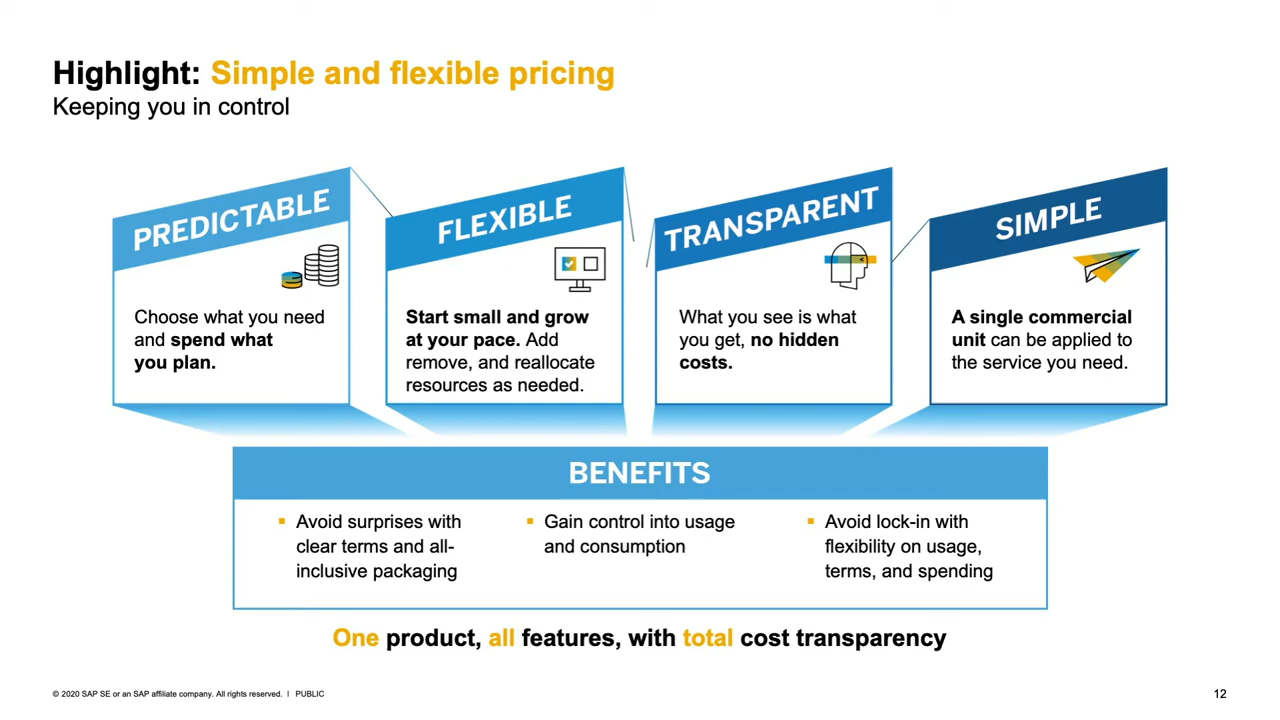 Highlight: Simple and flexible pricing
Keeping you in control
PREDICTABLE
Choose what you need
and spend what
you plan.
FLEXIBLE
Start small and grow
at your pace. Add
remove, and reallocate
resources as needed.
TRANSPARENT
What you see is what
you get, no hidden
costs.
SIMPLE
A single commercial
unit can be applied to
the service you need.
BENEFITS
▪ Avoid surprises with
clear terms and all-
inclusive packaging
▪ Gain control into usage
and consumption
▪ Avoid lock-in with
flexibility on usage,
terms, and spending
One product, all features, with total cost transparency
© 2020 SAP SE or an SAP affiliate company. All rights reserved. | PUBLIC
12